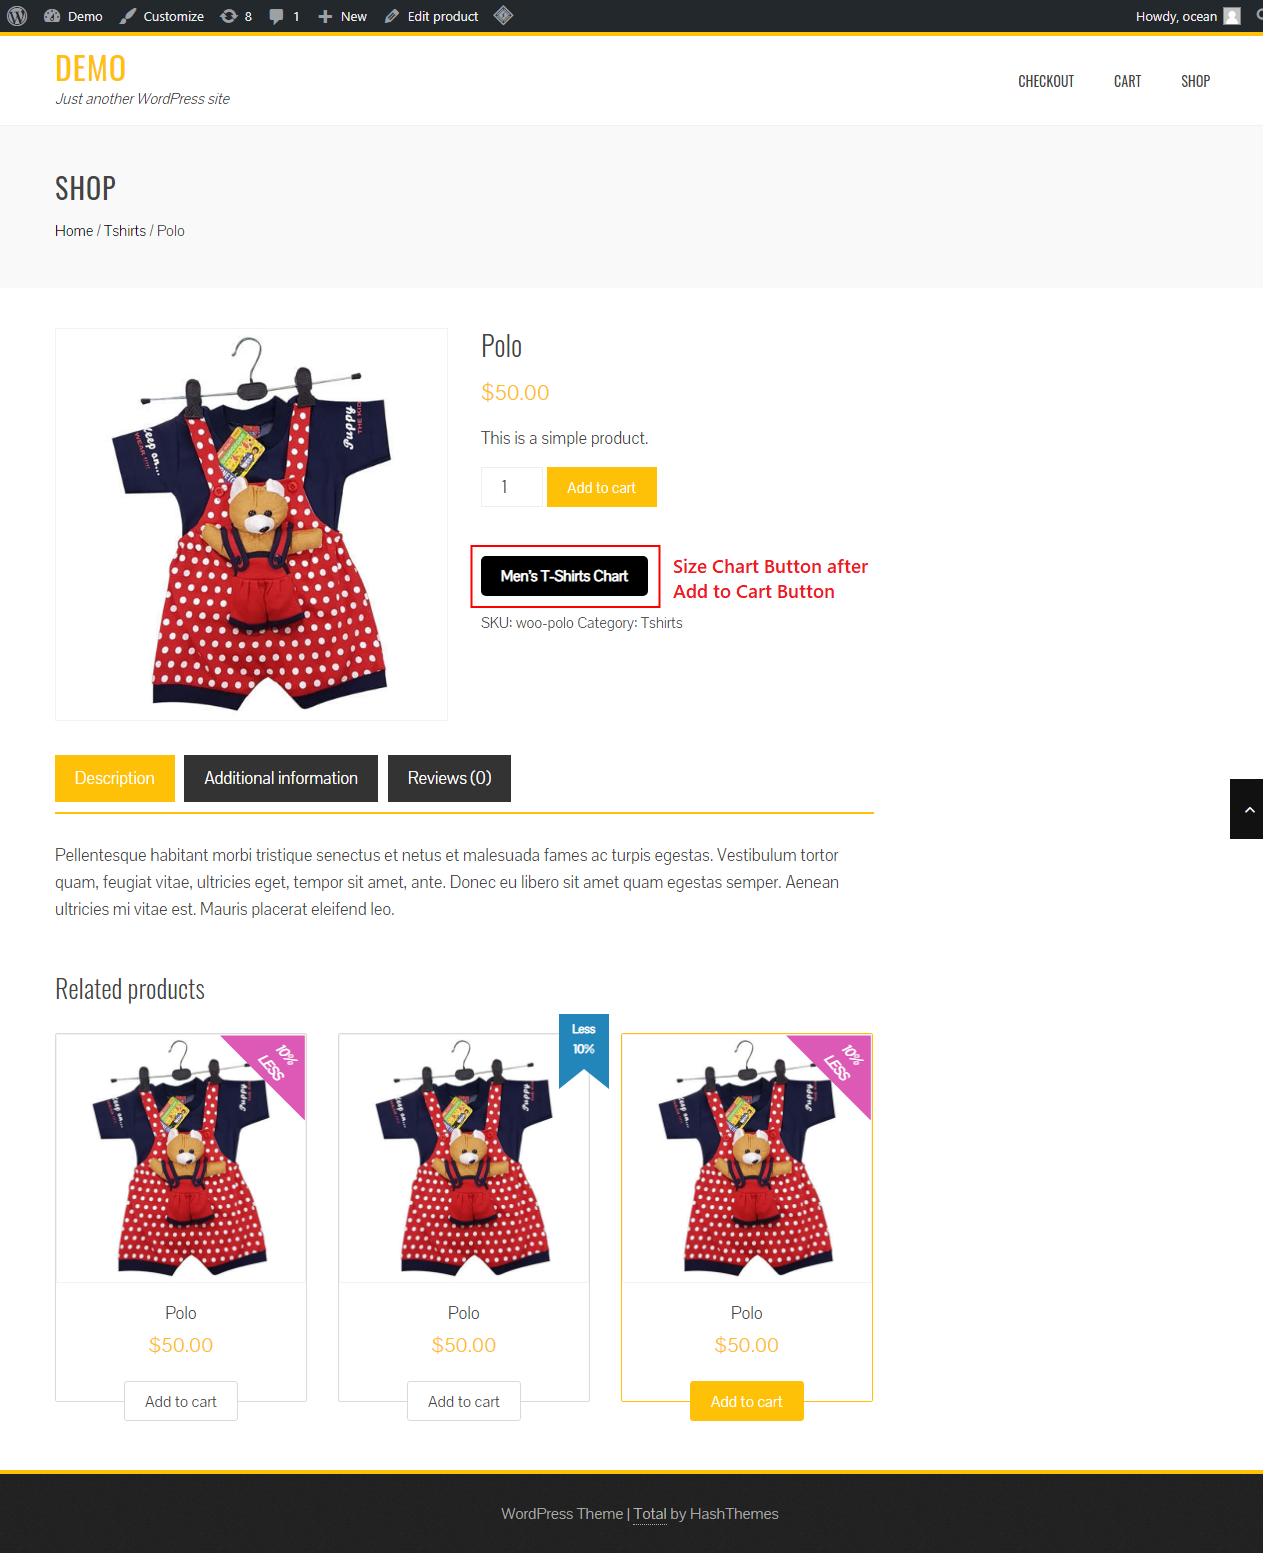 Demo Customize 8 1 New Edit product Howdy, ocean
DEMO
Just another WordPress site
CHECKOUT CART SHOP
SHOP
Home / Tshirts / Polo
Polo
$50.00
This is a simple product.
1 Add to cart
Men's T-Shirts Chart
Size Chart Button after
Add to Cart Button
SKU: woo-polo Category: Tshirts
keep on...
WEAR !!!!
Puppy
THE KID
Description Additional information Reviews (0)
Pellentesque habitant morbi tristique senectus et netus et malesuada fames ac turpis egestas. Vestibulum tortor
quam, feugiat vitae, ultricies eget, tempor sit amet, ante. Donec eu libero sit amet quam egestas semper. Aenean
ultricies mi vitae est. Mauris placerat eleifend leo.
Related products
10%
LESS
Less
10%
10%
LESS
Polo
$50.00
Add to cart
Polo
$50.00
Add to cart
Polo
$50.00
Add to cart
WordPress Theme | Total by HashThemes